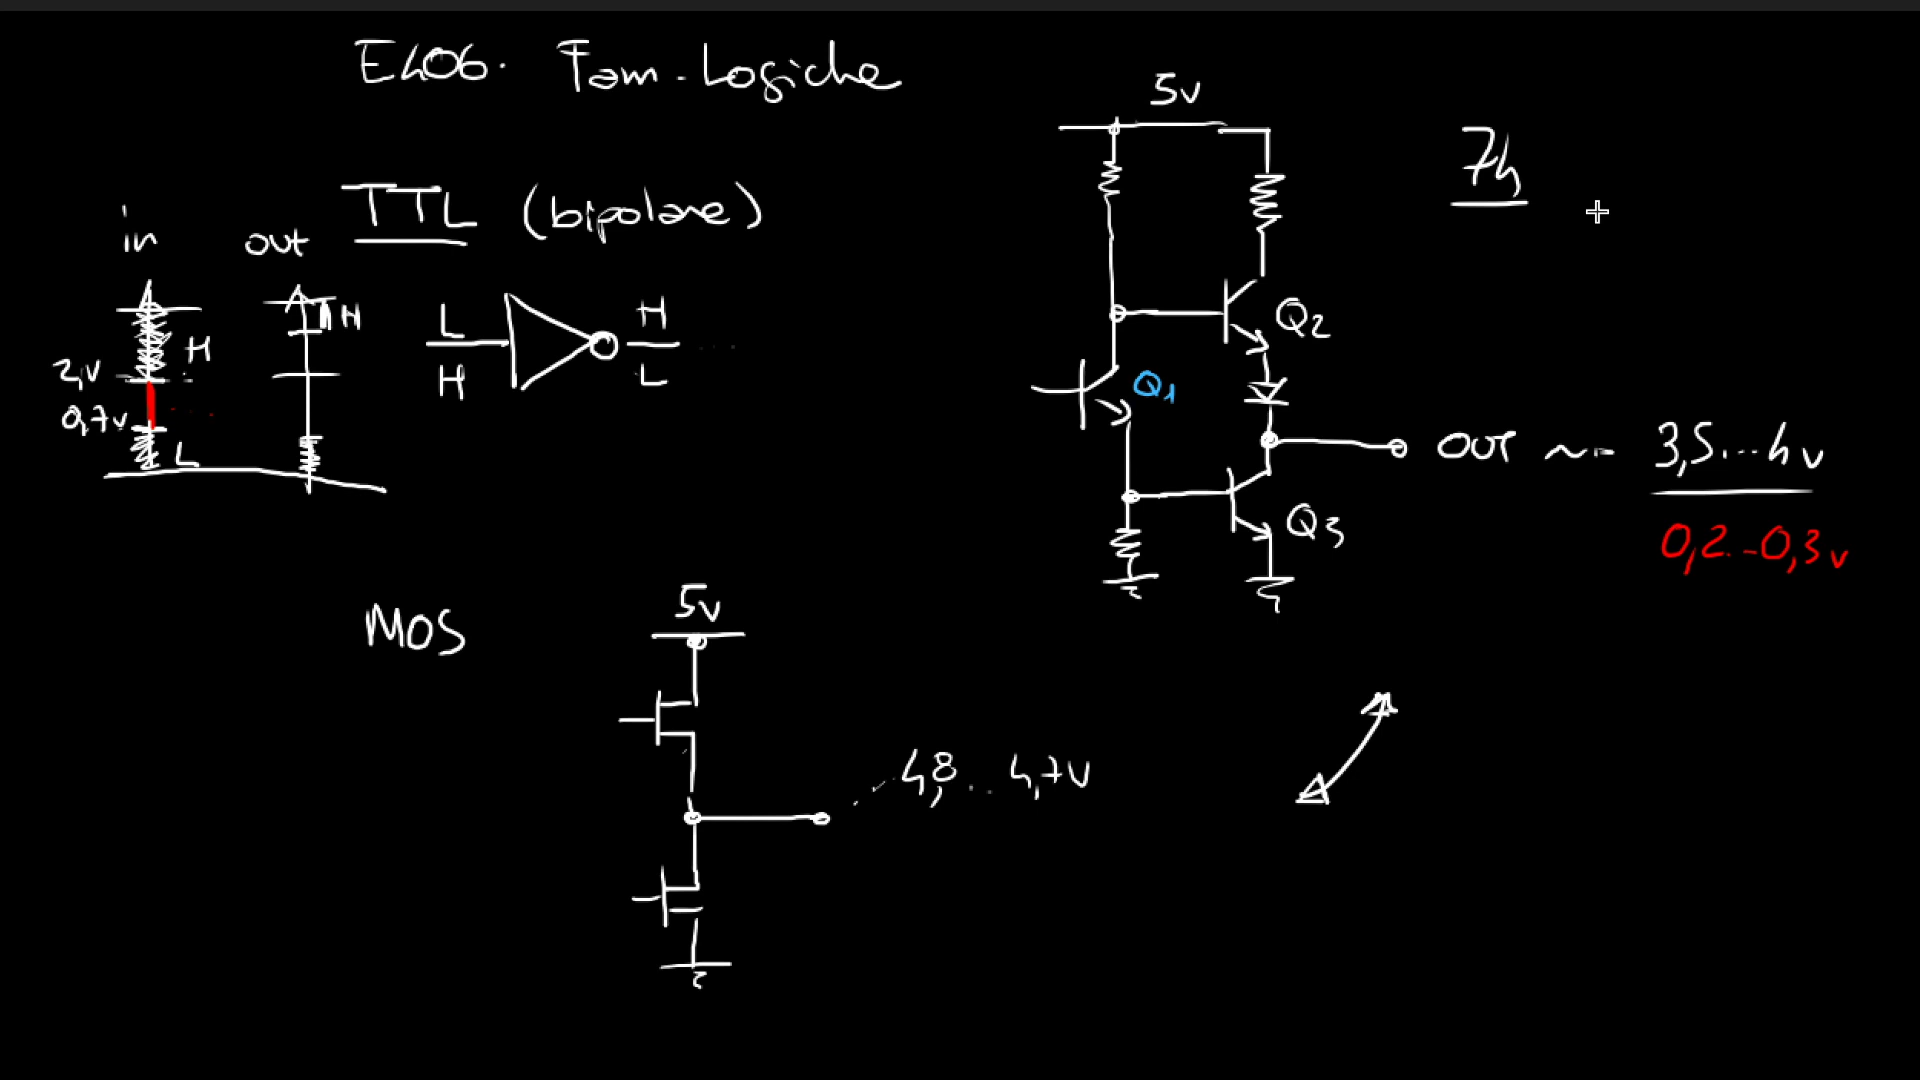 E406. Fam. Logiche
5v
74
TTL (bipolare)
in out
H H
2,v
0,7v
L
L H
H L
Q2
Q1
OUT ~ 3,5...4v
0,2..0,3v
Q3
MOS
5v
4,8.. 4,7V